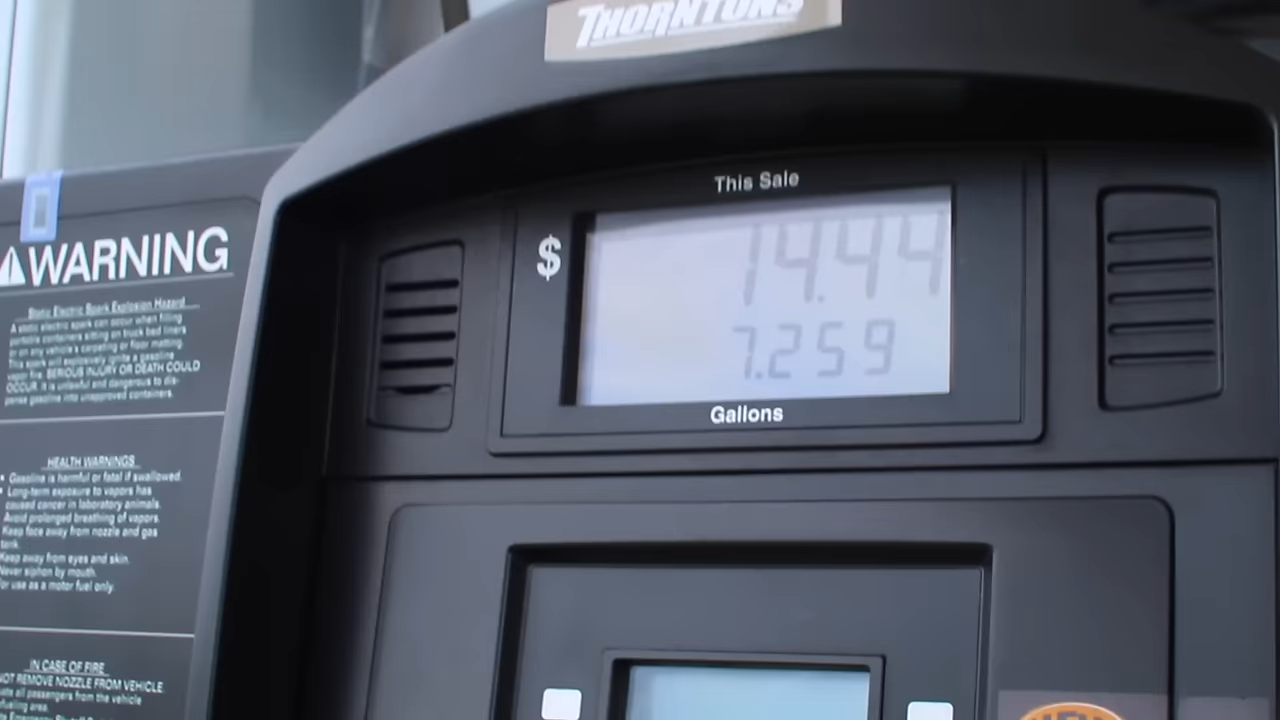 THORNTONS
This Sale
$
14.44
7.259
Gallons
WARNING
Static Electric Spark Explosion Hazard
A static electric spark can occur when filling
portable containers sitting on truck bed liners
or on any vehicle's carpeting or floor matting.
This spark will explosively ignite a gasoline
vapor fire. SERIOUS INJURY OR DEATH COULD
OCCUR. It is unlawful and dangerous to dis-
pense gasoline into unapproved containers.
HEALTH WARNINGS
• Gasoline is harmful or fatal if swallowed.
• Long-term exposure to vapors has
caused cancer in laboratory animals.
Avoid prolonged breathing of vapors.
Keep face away from nozzle and gas
tank.
Keep away from eyes and skin.
Never siphon by mouth.
For use as a motor fuel only.
IN CASE OF FIRE
NOT REMOVE NOZZLE FROM VEHICLE
all passengers from the vehicle
fueling area.